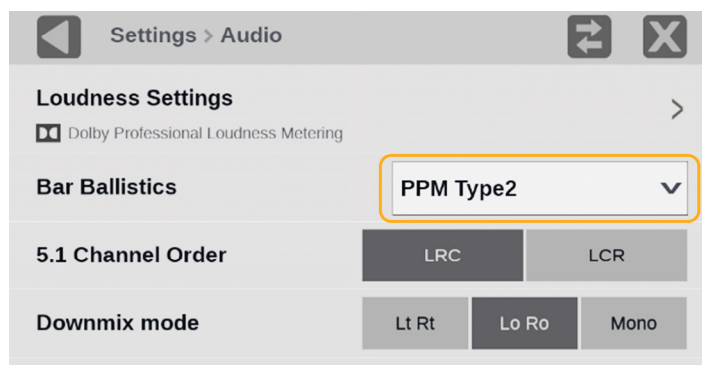 Settings > Audio
Loudness Settings
Dolby Professional Loudness Metering
Bar Ballistics
PPM Type2
5.1 Channel Order
LRC
LCR
Downmix mode
Lt Rt
Lo Ro
Mono